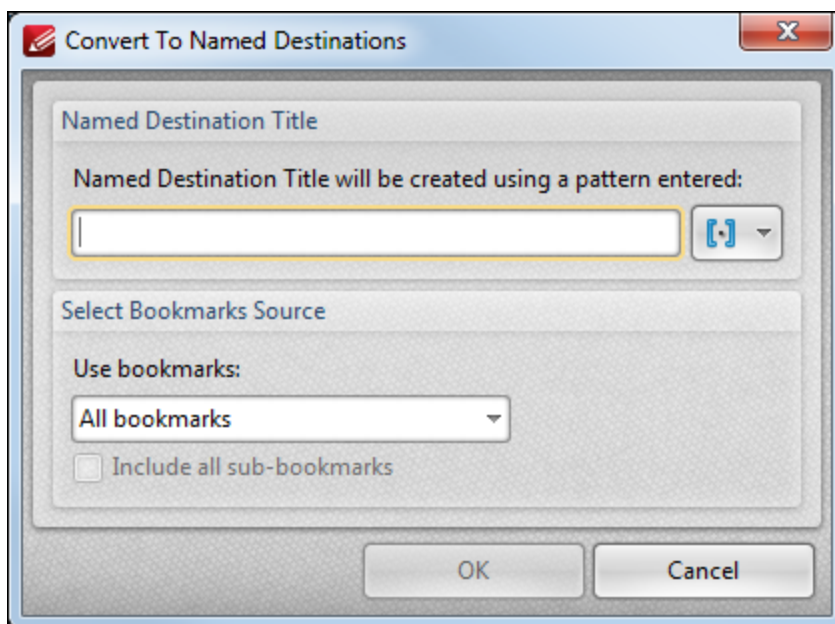 Convert To Named Destinations
Named Destination Title
Named Destination Title will be created using a pattern entered:
Select Bookmarks Source
Use bookmarks:
All bookmarks
Include all sub-bookmarks
OK
Cancel